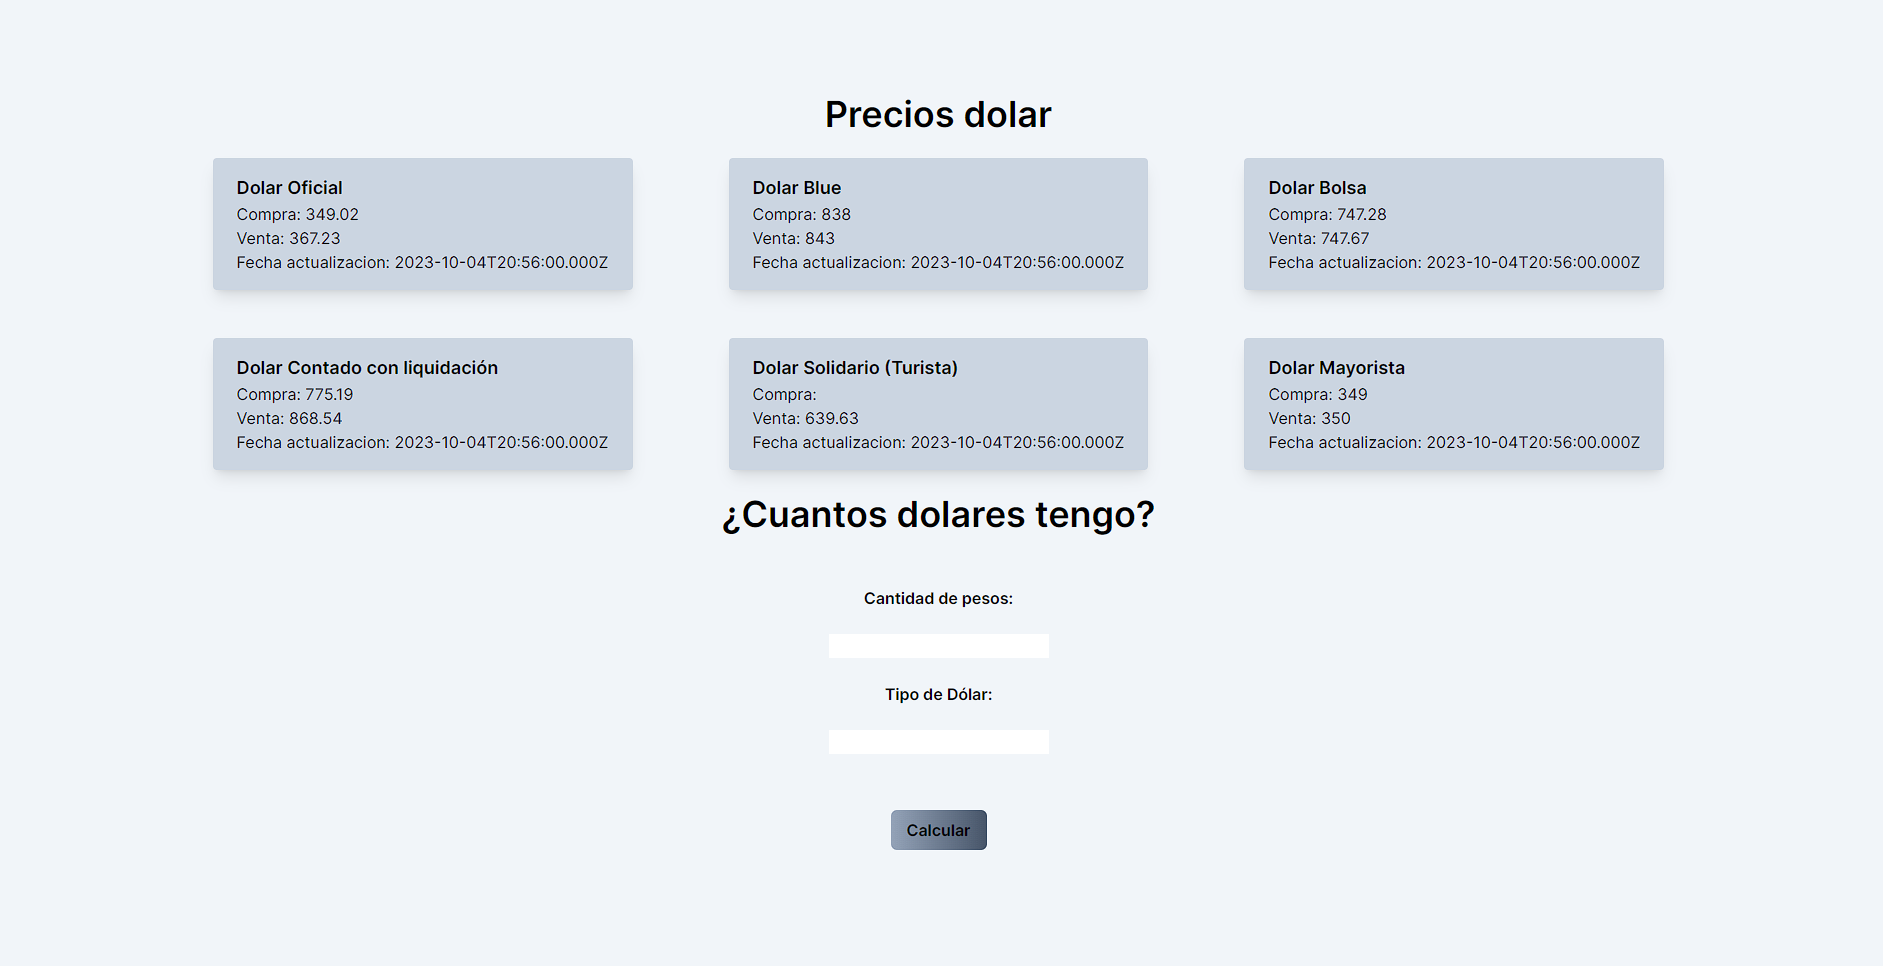 Precios dolar
Dolar Oficial
Compra: 349.02
Venta: 367.23
Fecha actualizacion: 2023-10-04T20:56:00.000Z
Dolar Blue
Compra: 838
Venta: 843
Fecha actualizacion: 2023-10-04T20:56:00.000Z
Dolar Bolsa
Compra: 747.28
Venta: 747.67
Fecha actualizacion: 2023-10-04T20:56:00.000Z
Dolar Contado con liquidación
Compra: 775.19
Venta: 868.54
Fecha actualizacion: 2023-10-04T20:56:00.000Z
Dolar Solidario (Turista)
Compra:
Venta: 639.63
Fecha actualizacion: 2023-10-04T20:56:00.000Z
Dolar Mayorista
Compra: 349
Venta: 350
Fecha actualizacion: 2023-10-04T20:56:00.000Z
¿Cuantos dolares tengo?
Cantidad de pesos:
Tipo de Dólar:
Calcular